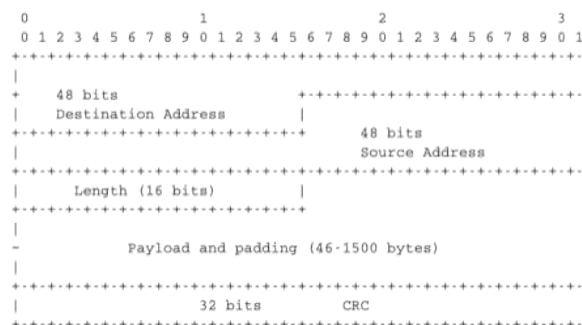 0 1 2 3
0 1 2 3 4 5 6 7 8 9 0 1 2 3 4 5 6 7 8 9 0 1 2 3 4 5 6 7 8 9 0 1
48 bits
Destination Address
48 bits
Source Address
Length (16 bits)
Payload and padding (46-1500 bytes)
32 bits CRC